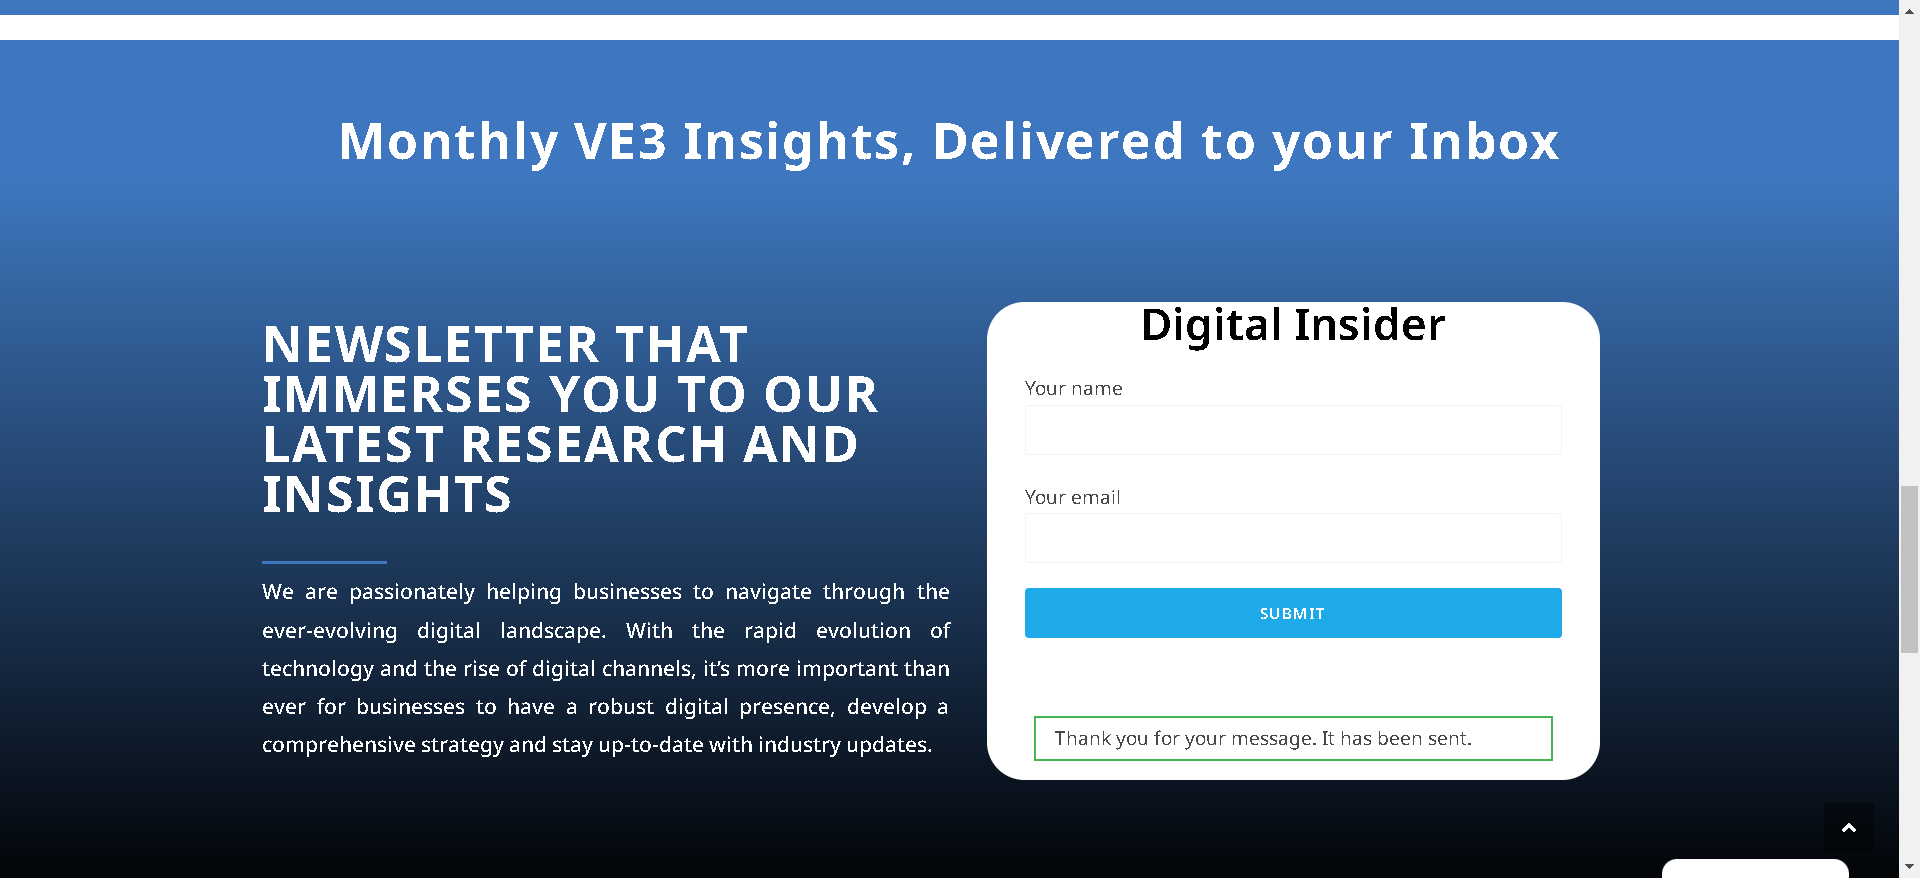 Monthly VE3 Insights, Delivered to your Inbox
NEWSLETTER THAT
IMMERSES YOU TO OUR
LATEST RESEARCH AND
INSIGHTS
We are passionately helping businesses to navigate through the
ever-evolving digital landscape. With the rapid evolution of
technology and the rise of digital channels, it's more important than
ever for businesses to have a robust digital presence, develop a
comprehensive strategy and stay up-to-date with industry updates.
Digital Insider
Your name
Your email
SUBMIT
Thank you for your message. It has been sent.